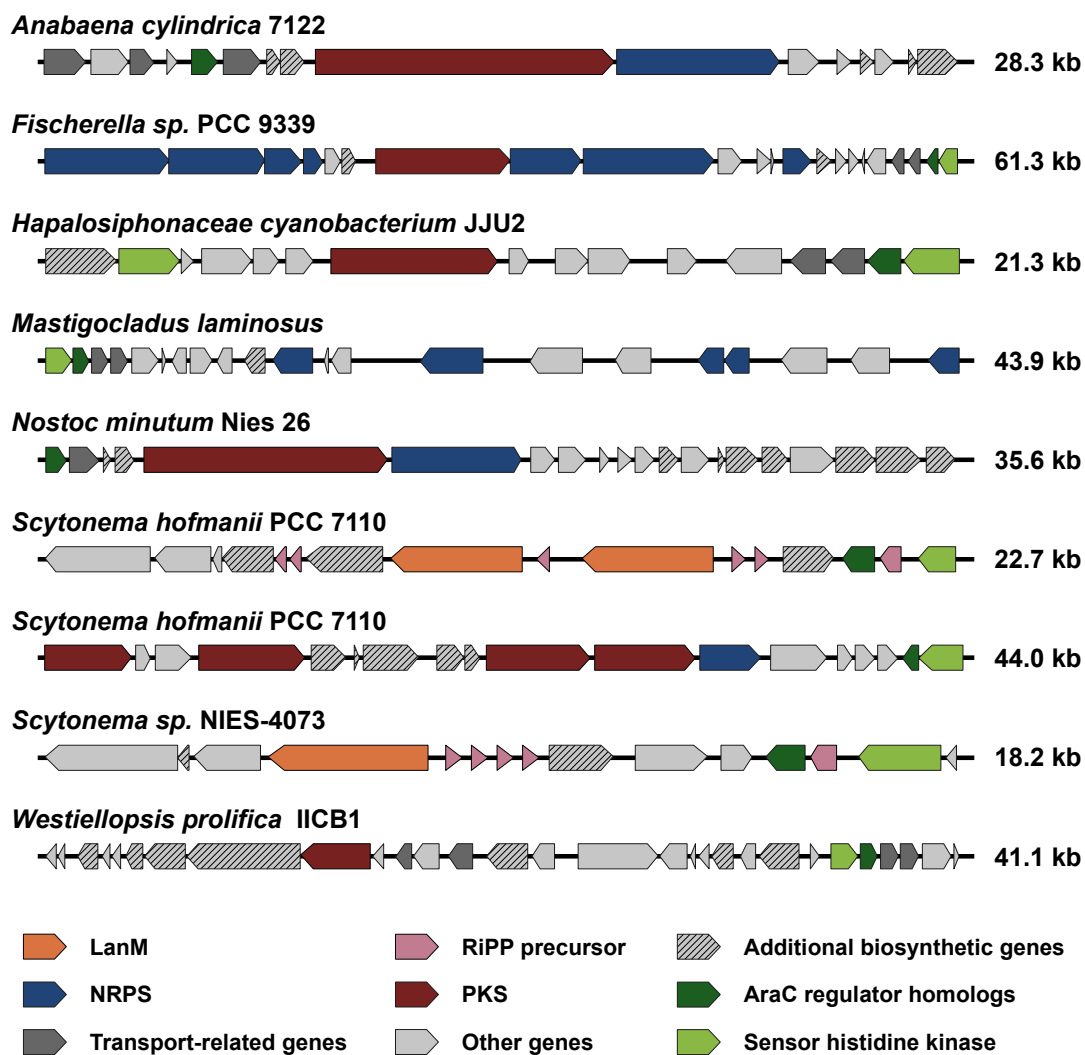 Anabaena cylindrica 7122
28.3 kb
Fischerella sp. PCC 9339
61.3 kb
Hapalosiphonaceae cyanobacterium JJU2
21.3 kb
Mastigocladus laminosus
43.9 kb
Nostoc minutum Nies 26
35.6 kb
Scytonema hofmanii PCC 7110
22.7 kb
Scytonema hofmanii PCC 7110
44.0 kb
Scytonema sp. NIES-4073
18.2 kb
Westiellopsis prolifica IICB1
41.1 kb
LanM
RiPP precursor
Additional biosynthetic genes
NRPS
PKS
AraC regulator homologs
Transport-related genes
Other genes
Sensor histidine kinase